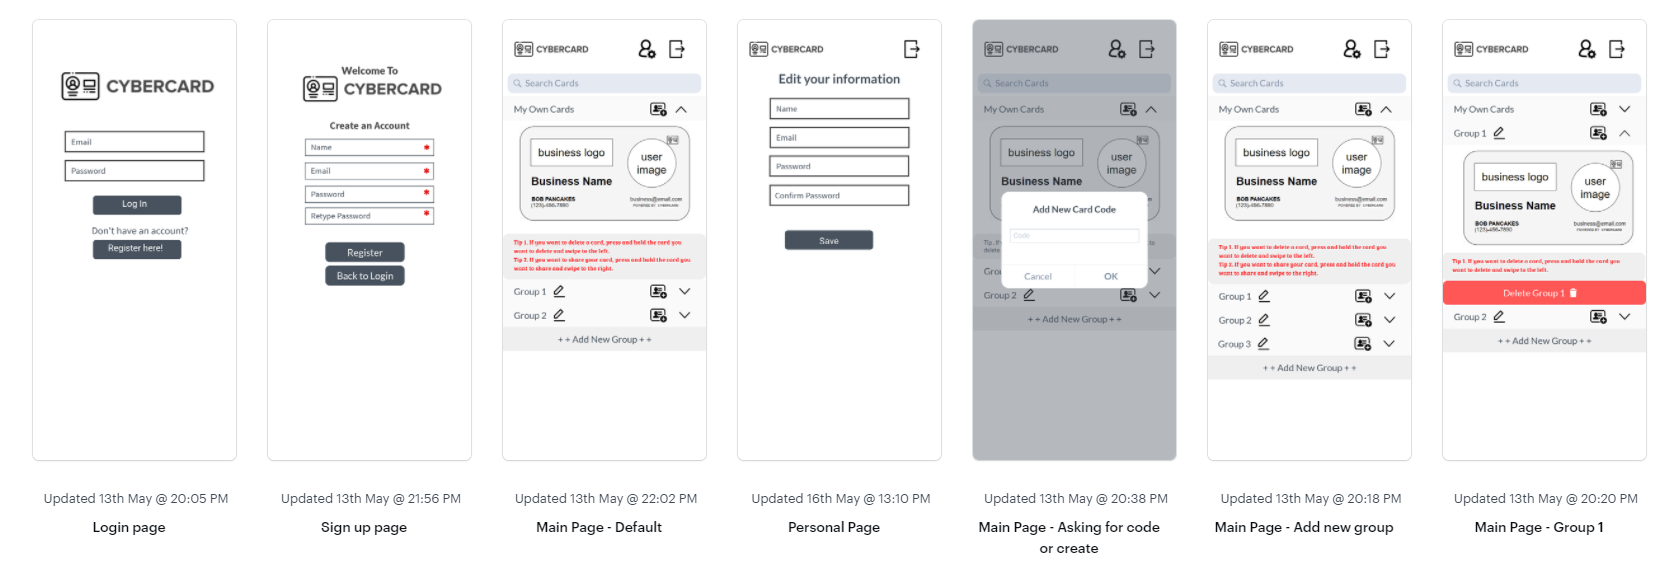 CYBERCARD
Email
Password
Log In
Don't have an account?
Register here!
Updated 13th May @ 20:05 PM
Login page
Welcome To
CYBERCARD
Create an Account
Name *
Email *
Password *
Retype Password *
Register
Back to Login
Updated 13th May @ 21:56 PM
Sign up page
CYBERCARD
Search Cards
My Own Cards
business logo
user
image
Business Name
BOB PANCAKES
(123)-456-7890
business@email.com
POWERED BY CYBERCARD
Tip 1. If you want to delete a card, press and hold the card you
want to delete and swipe to the left.
Tip 2. If you want to share your card, press and hold the card you
want to share and swipe to the right.
Group 1
Group 2
+ + Add New Group + +
Updated 13th May @ 22:02 PM
Main Page - Default
CYBERCARD
Edit your information
Name
Email
Password
Confirm Password
Save
Updated 16th May @ 13:10 PM
Personal Page
CYBERCARD
Search Cards
My Own Cards
business logo
user
image
Business Name
Add New Card Code
Code
Cancel
OK
Group 2
+ + Add New Group + +
Updated 13th May @ 20:38 PM
Main Page - Asking for code
or create
CYBERCARD
Search Cards
My Own Cards
business logo
user
image
Business Name
BOB PANCAKES
(123)-456-7890
business@email.com
POWERED BY CYBERCARD
Tip 1. If you want to delete a card, press and hold the card you
want to delete and swipe to the left.
Tip 2. If you want to share your card, press and hold the card you
want to share and swipe to the right.
Group 1
Group 2
Group 3
+ + Add New Group + +
Updated 13th May @ 20:18 PM
Main Page - Add new group
CYBERCARD
Search Cards
My Own Cards
Group 1
business logo
user
image
Business Name
BOB PANCAKES
(123)-456-7890
business@email.com
POWERED BY CYBERCARD
Tip 1. If you want to delete a card, press and hold the card you
want to delete and swipe to the left.
Delete Group 1
Group 2
+ + Add New Group + +
Updated 13th May @ 20:20 PM
Main Page - Group 1